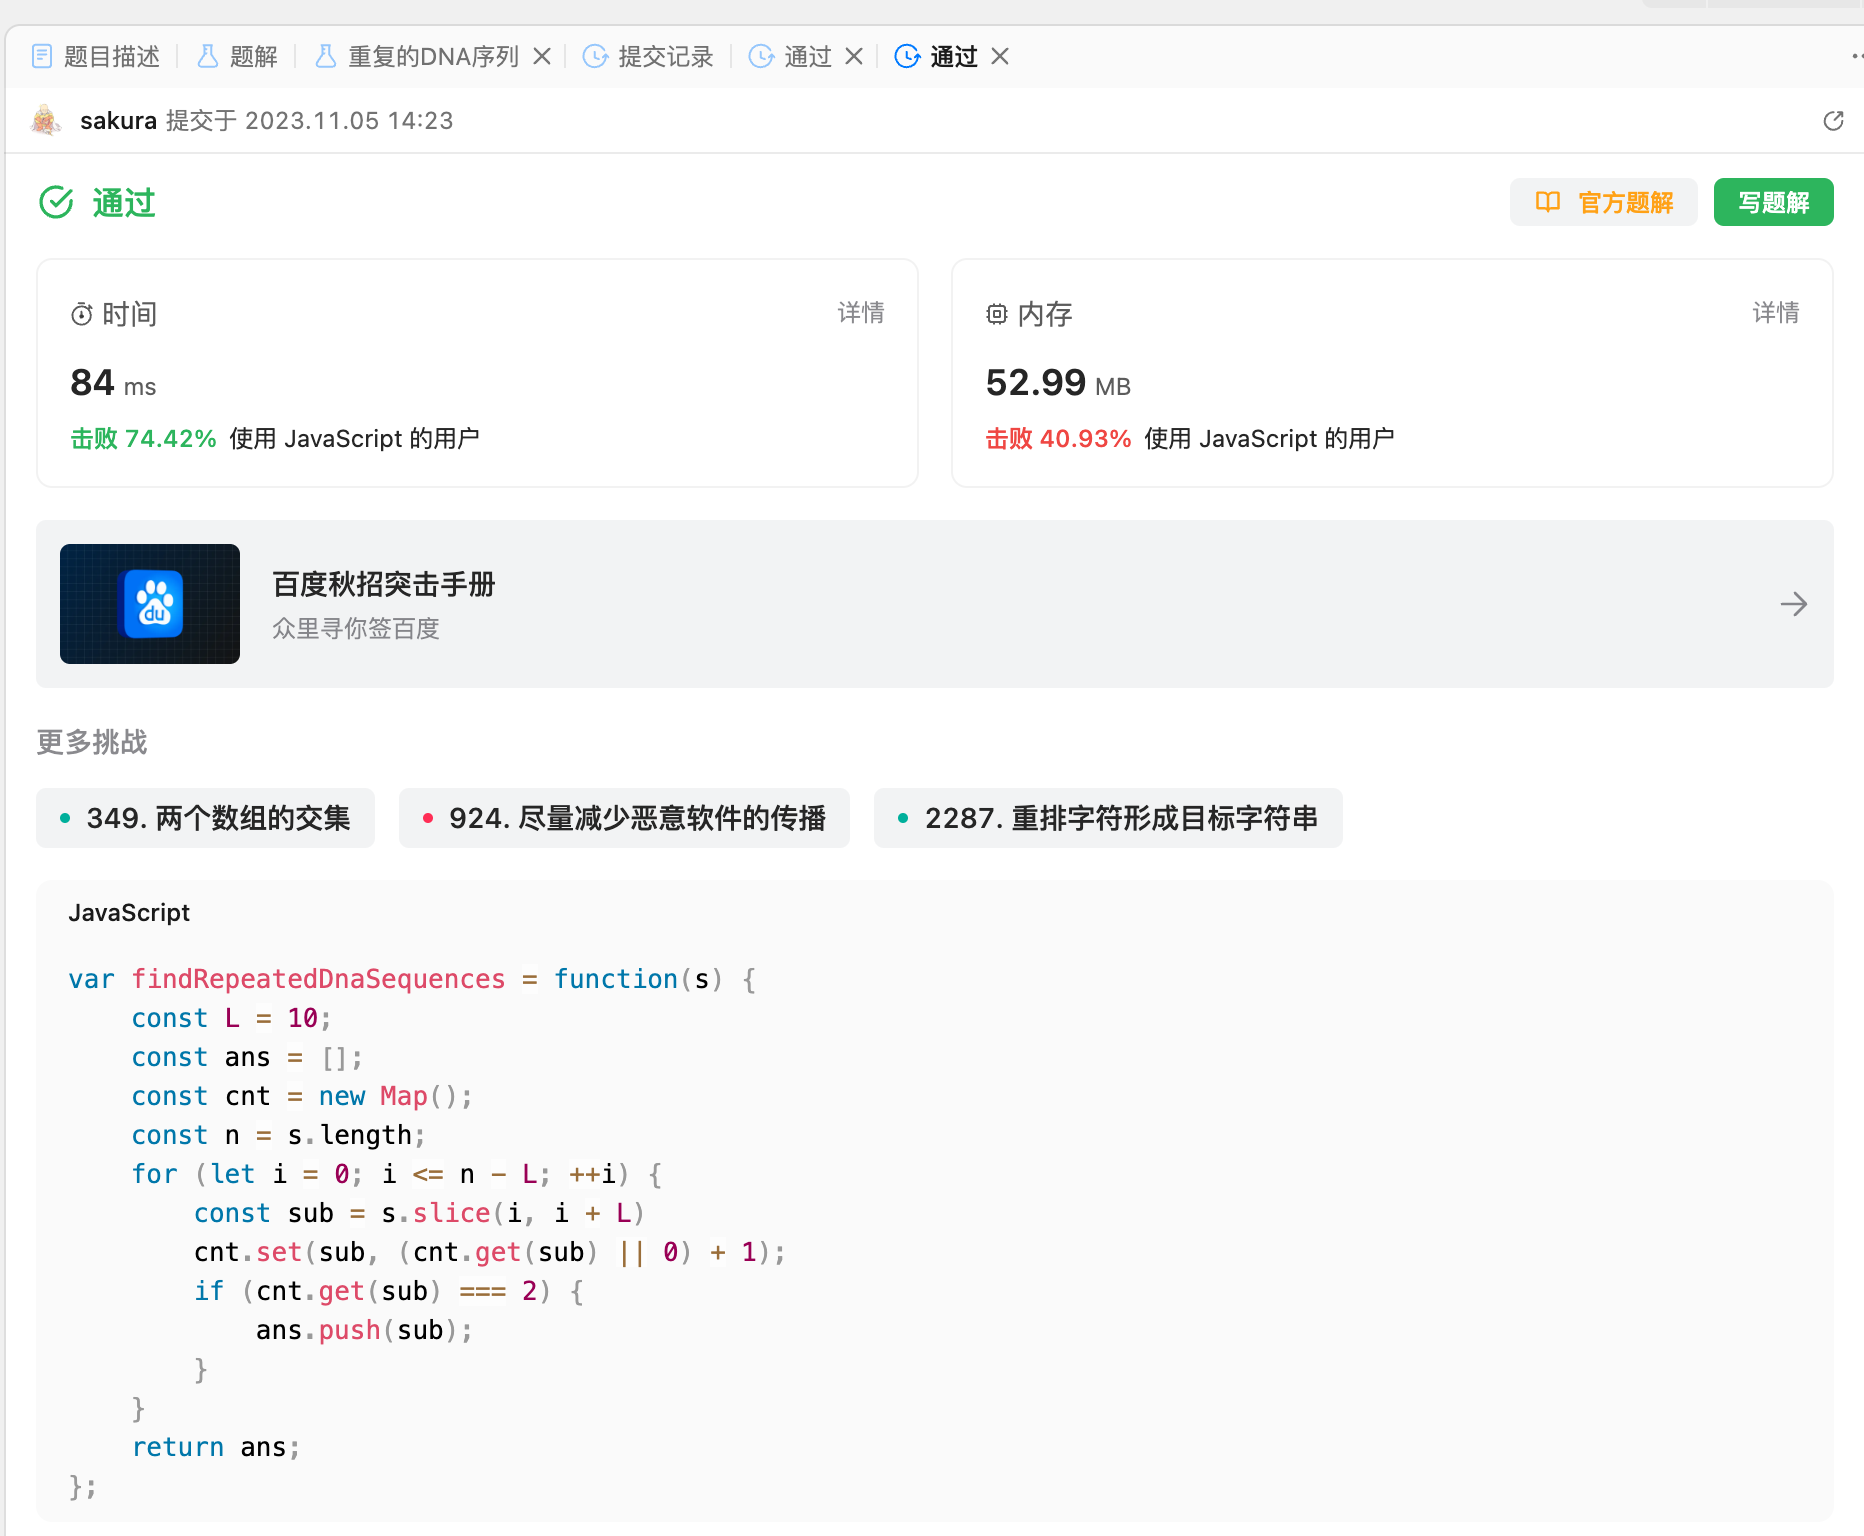 题目描述 题解 重复的DNA序列 提交记录 通过 通过
sakura 提交于 2023.11.05 14:23
通过 官方题解 写题解
时间 详情
84 ms
击败 74.42% 使用 JavaScript 的用户
内存 详情
52.99 MB
击败 40.93% 使用 JavaScript 的用户
du
百度秋招突击手册
众里寻你签百度
更多挑战
349. 两个数组的交集
924. 尽量减少恶意软件的传播
2287. 重排字符形成目标字符串
JavaScript
var findRepeatedDnaSequences = function(s) {
    const L = 10;
    const ans = [];
    const cnt = new Map();
    const n = s.length;
    for (let i = 0; i <= n - L; ++i) {
        const sub = s.slice(i, i + L)
        cnt.set(sub, (cnt.get(sub) || 0) + 1);
        if (cnt.get(sub) === 2) {
            ans.push(sub);
        }
    }
    return ans;
};